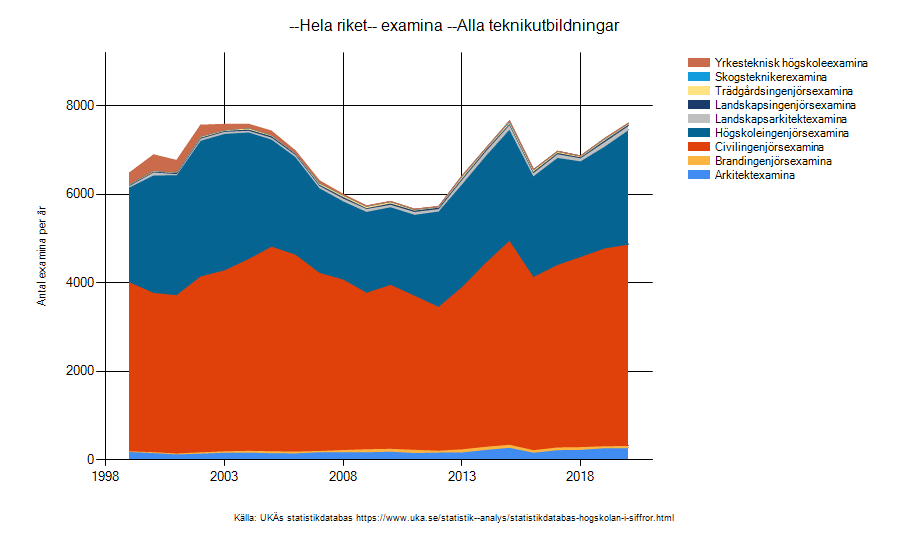 --Hela riket-- examina --Alla teknikutbildningar
Yrkesteknisk högskoleexamina
Skogsteknikerexamina
Trädgårdsingenjörsexamina
Landskapsingenjörsexamina
Landskapsarkitektexamina
Högskoleingenjörsexamina
Civilingenjörsexamina
Brandingenjörsexamina
Arkitektexamina
Antal examina per år
8000
6000
4000
2000
0
1998
2003
2008
2013
2018
Källa: UKÄs statistikdatabas https://www.uka.se/statistik--analys/statistikdatabas-hogskolan-i-siffror.html